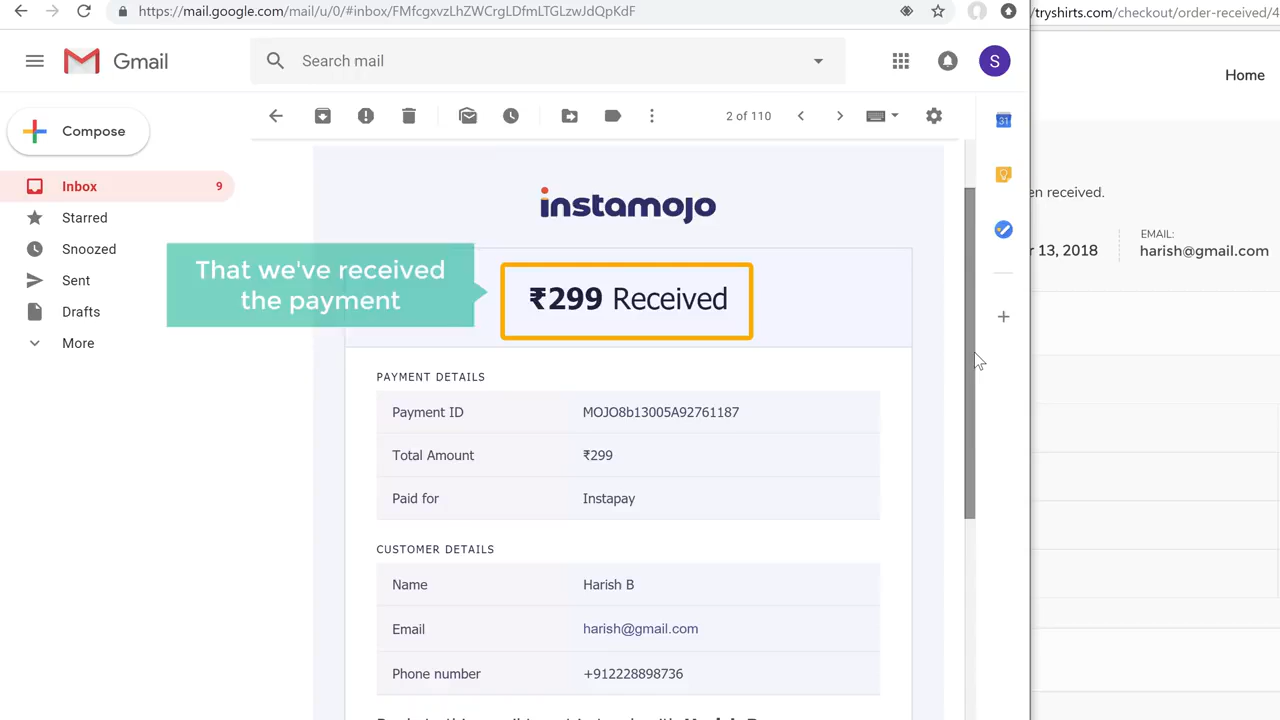 https://mail.google.com/mail/u/0/#inbox/FMfcgxvzLhZWCrgLDfmLTGLzwJdQpKdF
/tryshirts.com/checkout/order-received/4
Gmail
Search mail
S
Home
Compose
2 of 110
31
Inbox 9
Starred
Snoozed
Sent
Drafts
More
instamojo
That we've received
the payment
₹299 Received
PAYMENT DETAILS
Payment ID MOJO8b13005A92761187
Total Amount ₹299
Paid for Instapay
CUSTOMER DETAILS
Name Harish B
Email harish@gmail.com
Phone number +912228898736
en received.
r 13, 2018
EMAIL:
harish@gmail.com